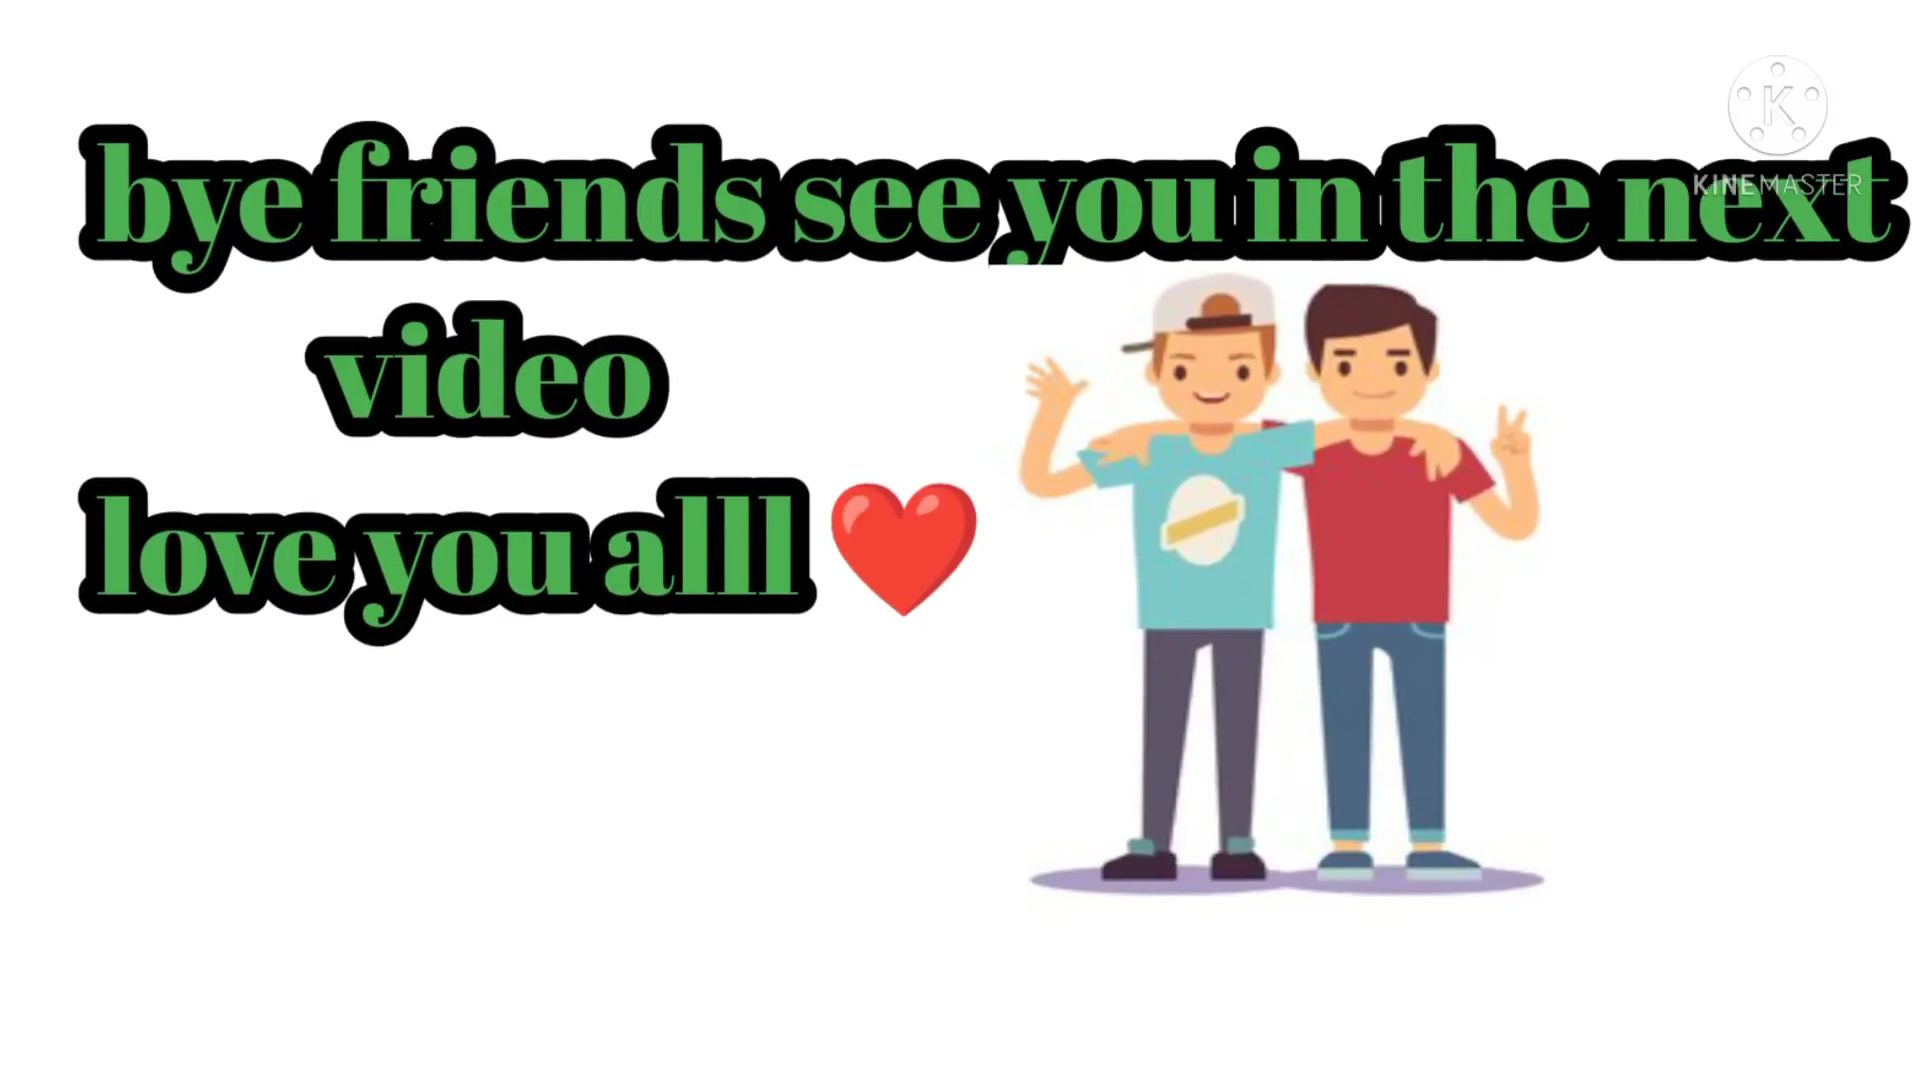 bye friends see you in the next
video
love you alll ❤️
K
KINEMASTER